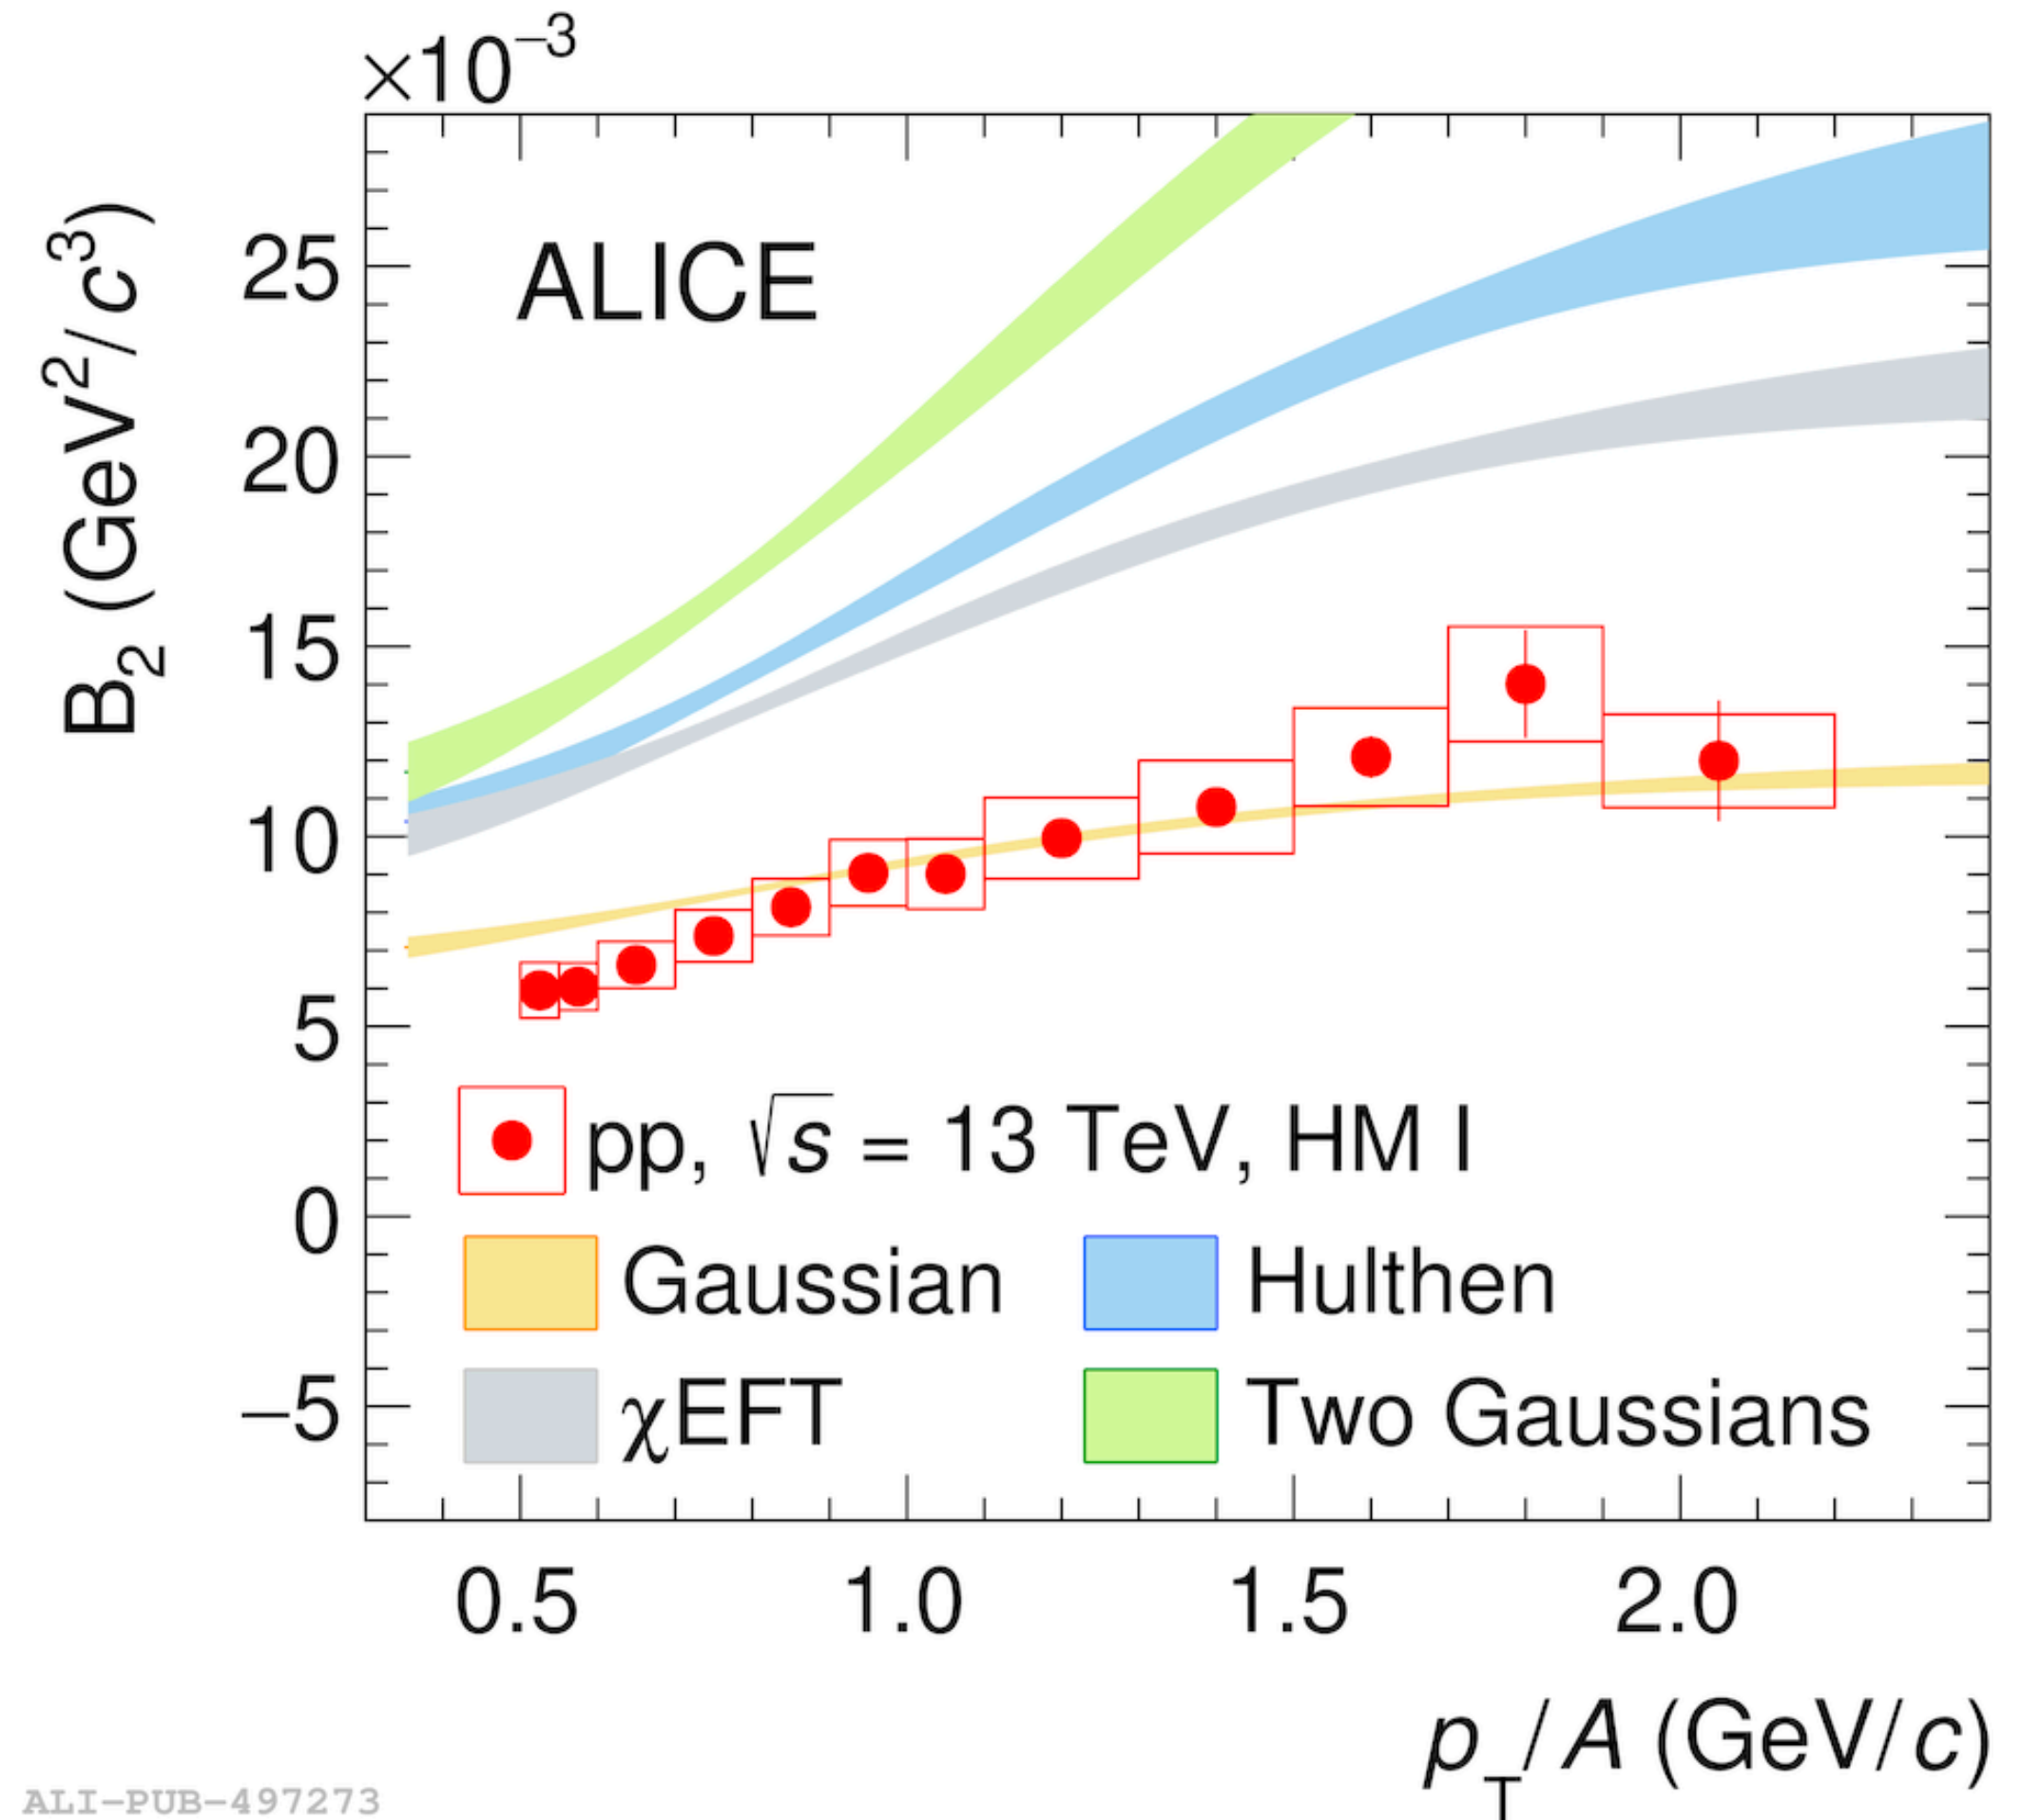 ×10⁻³
B₂ (GeV²/c³)
ALICE
25
20
15
10
5
0
−5
pp, √s = 13 TeV, HM I
Gaussian
Hulthen
χEFT
Two Gaussians
0.5 1.0 1.5 2.0
p_T/A (GeV/c)
ALI−PUB−497273